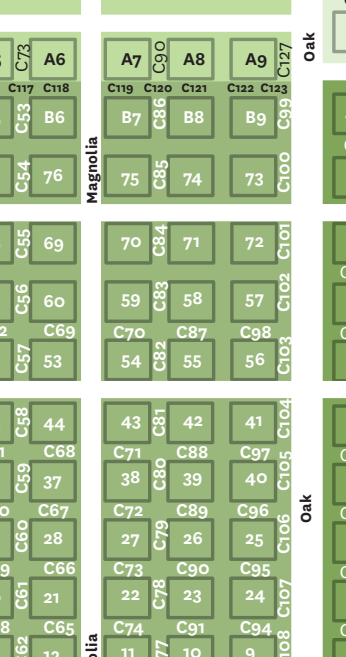 C73 A6 A7 C90 A8 A9 C127 Oak
C117 C118 C119 C120 C121 C122 C123
C53 B6 B7 C86 B8 B9 C99
Magnolia
C54 76 75 C85 74 73 C100
C55 69 70 C84 71 72 C101
C56 60 59 C83 58 57 C102
C69 C70 C87 C98
C57 53 54 C82 55 56 C103
C58 44 43 C81 42 41 C104
C68 C71 C88 C97
C59 37 38 C80 39 40 C105
C67 C72 C89 C96 Oak
C60 28 27 C79 26 25 C106
C66 C73 C90 C95
C61 21 22 C78 23 24 C107
C65 C74 C91 C94
11 10 9